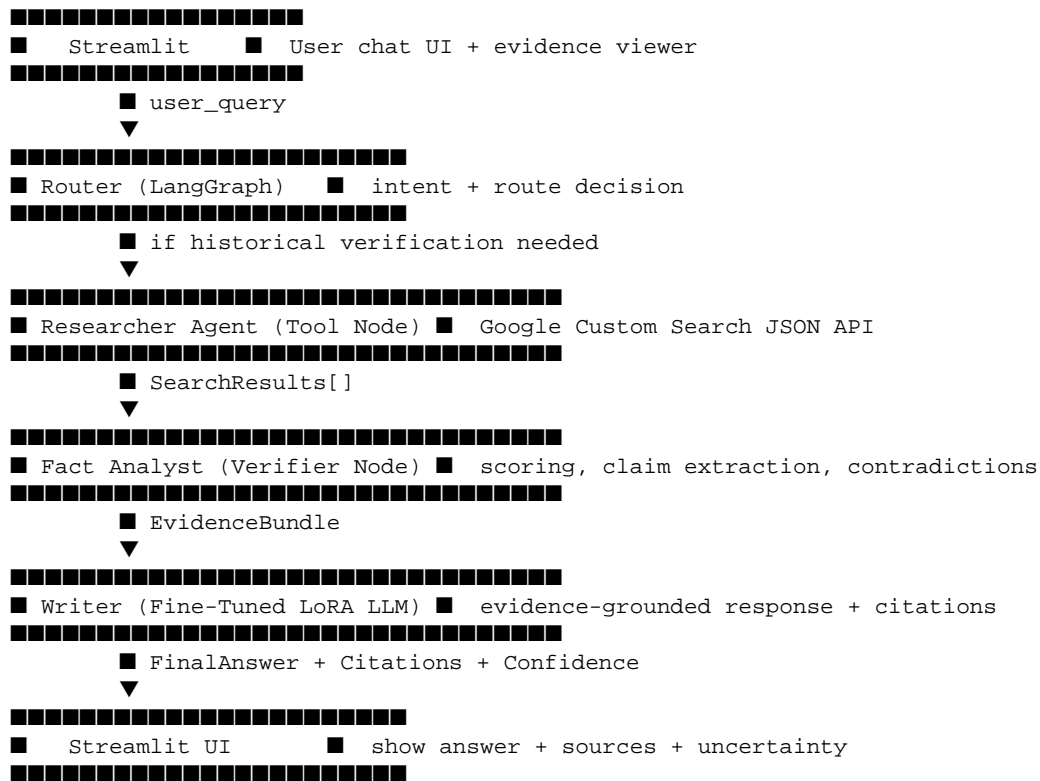 Streamlit User chat UI + evidence viewer
user_query
Router (LangGraph) intent + route decision
if historical verification needed
Researcher Agent (Tool Node) Google Custom Search JSON API
SearchResults[]
Fact Analyst (Verifier Node) scoring, claim extraction, contradictions
EvidenceBundle
Writer (Fine-Tuned LoRA LLM) evidence-grounded response + citations
FinalAnswer + Citations + Confidence
Streamlit UI show answer + sources + uncertainty